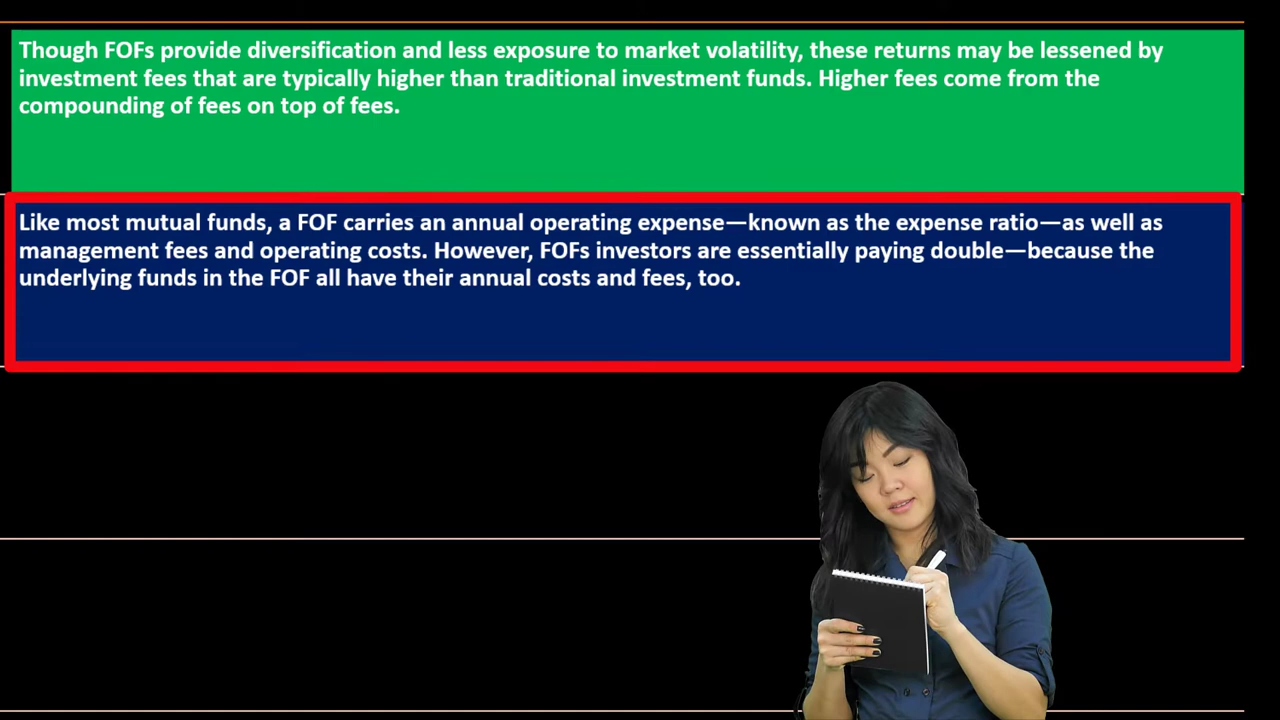 Though FOFs provide diversification and less exposure to market volatility, these returns may be lessened by
investment fees that are typically higher than traditional investment funds. Higher fees come from the
compounding of fees on top of fees.
Like most mutual funds, a FOF carries an annual operating expense—known as the expense ratio—as well as
management fees and operating costs. However, FOFs investors are essentially paying double—because the
underlying funds in the FOF all have their annual costs and fees, too.